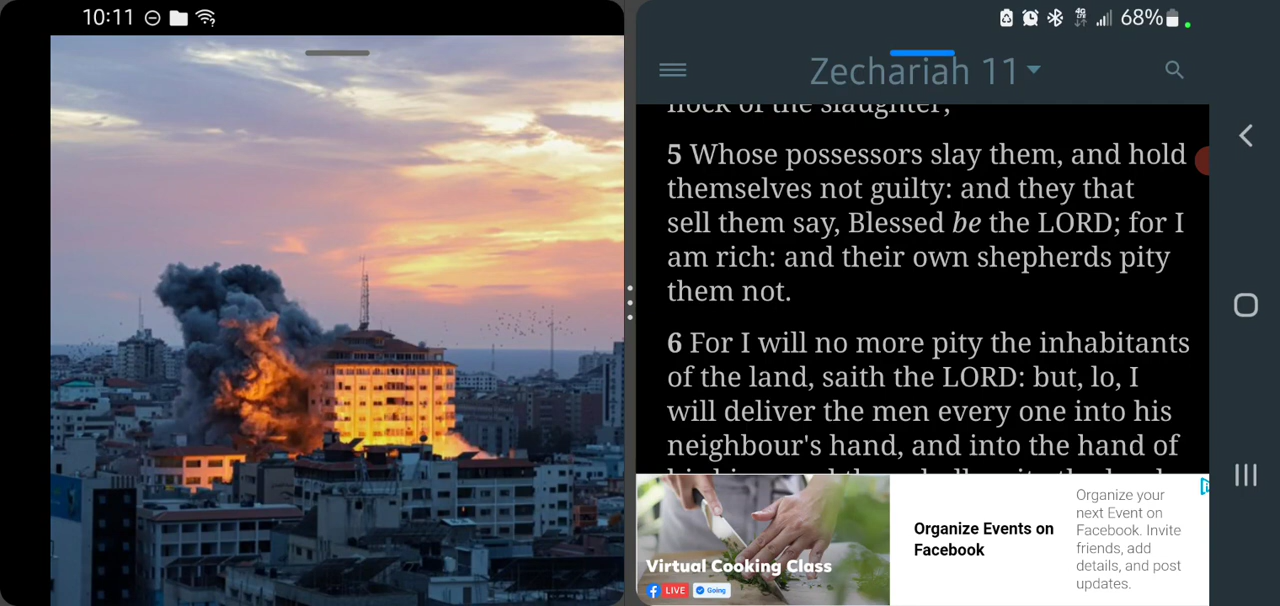 10:11
68%
Zechariah 11
flock of the slaughter;
5 Whose possessors slay them, and hold
themselves not guilty: and they that
sell them say, Blessed be the LORD; for I
am rich: and their own shepherds pity
them not.
6 For I will no more pity the inhabitants
of the land, saith the LORD: but, lo, I
will deliver the men every one into his
neighbour's hand, and into the hand of
Virtual Cooking Class
LIVE
Going
Organize Events on
Facebook
Organize your
next Event on
Facebook. Invite
friends, add
details, and post
updates.